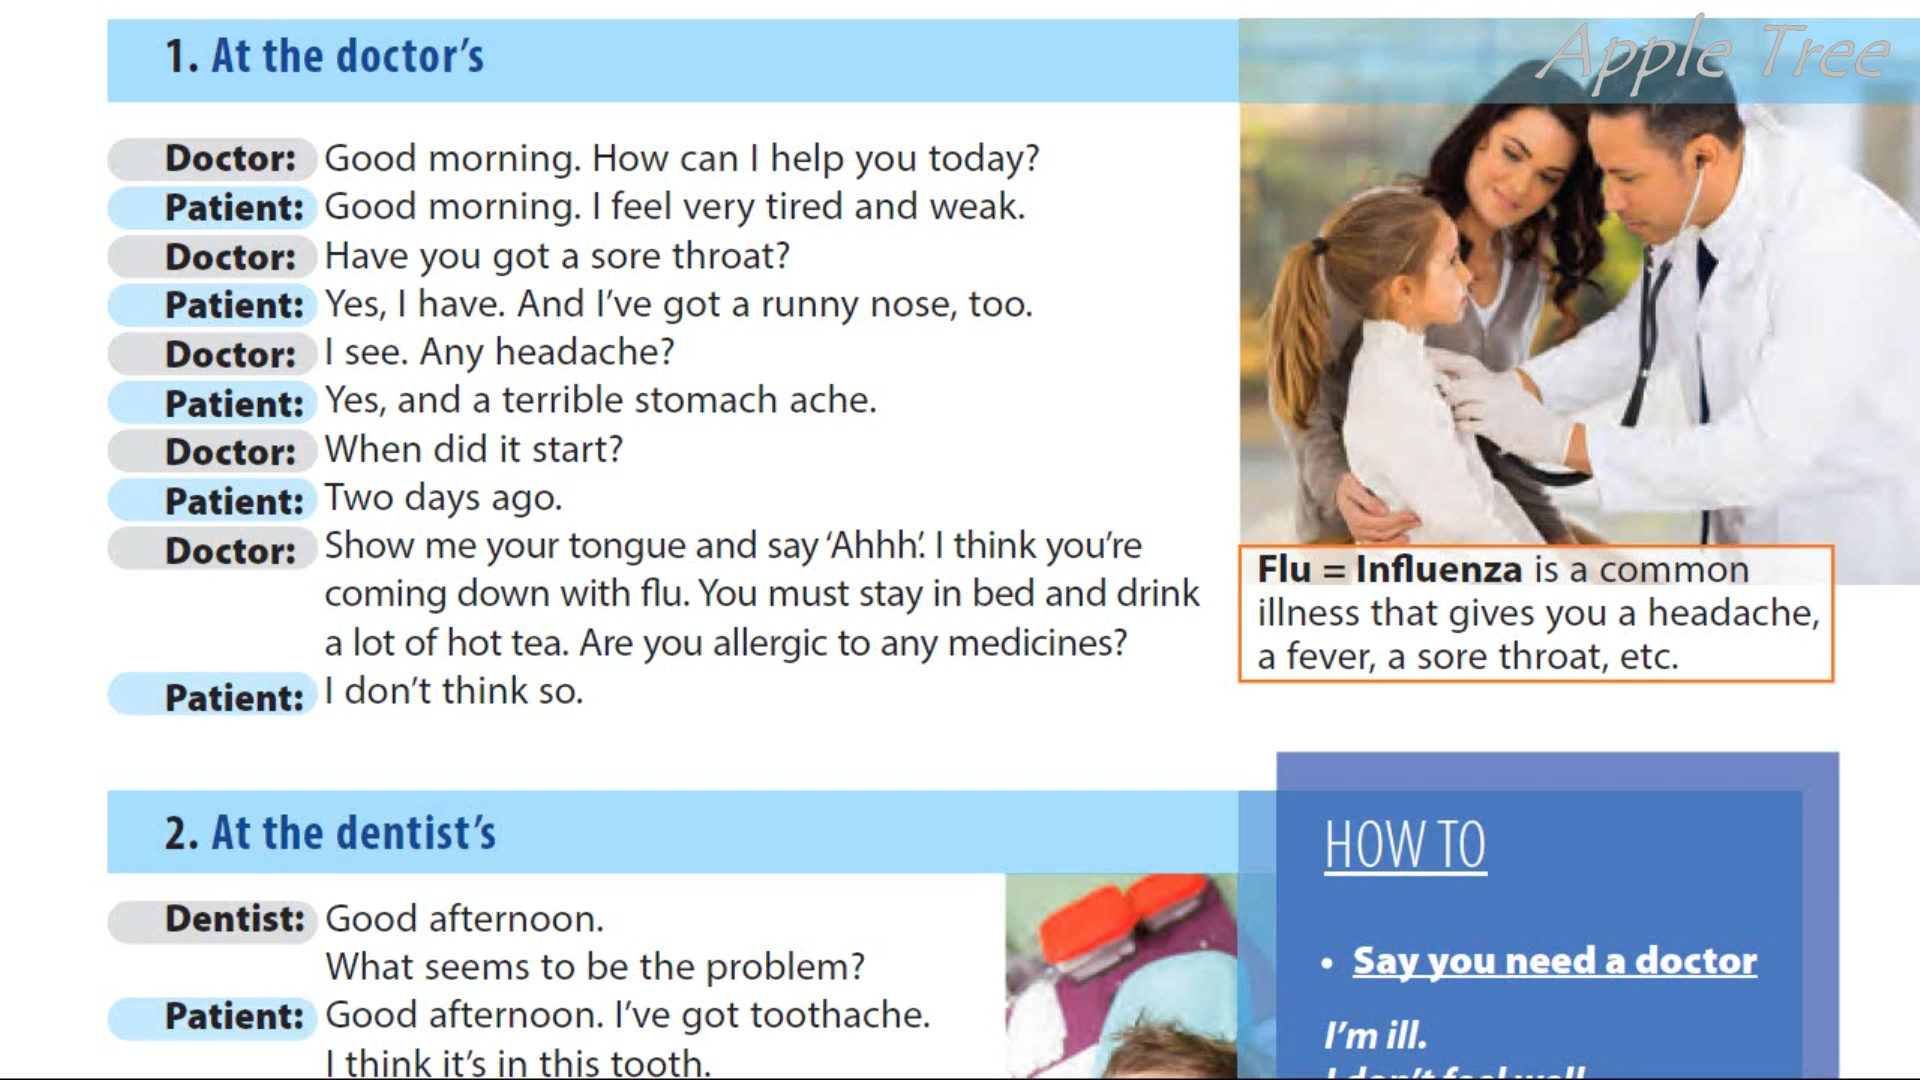 Apple Tree
1. At the doctor's
Doctor: Good morning. How can I help you today?
Patient: Good morning. I feel very tired and weak.
Doctor: Have you got a sore throat?
Patient: Yes, I have. And I've got a runny nose, too.
Doctor: I see. Any headache?
Patient: Yes, and a terrible stomach ache.
Doctor: When did it start?
Patient: Two days ago.
Doctor: Show me your tongue and say ‘Ahhh’. I think you're
coming down with flu. You must stay in bed and drink
a lot of hot tea. Are you allergic to any medicines?
Patient: I don't think so.
Flu = Influenza is a common
illness that gives you a headache,
a fever, a sore throat, etc.
2. At the dentist's
Dentist: Good afternoon.
What seems to be the problem?
Patient: Good afternoon. I've got toothache.
I think it's in this tooth.
HOW TO
• Say you need a doctor
I'm ill.
I don't feel well